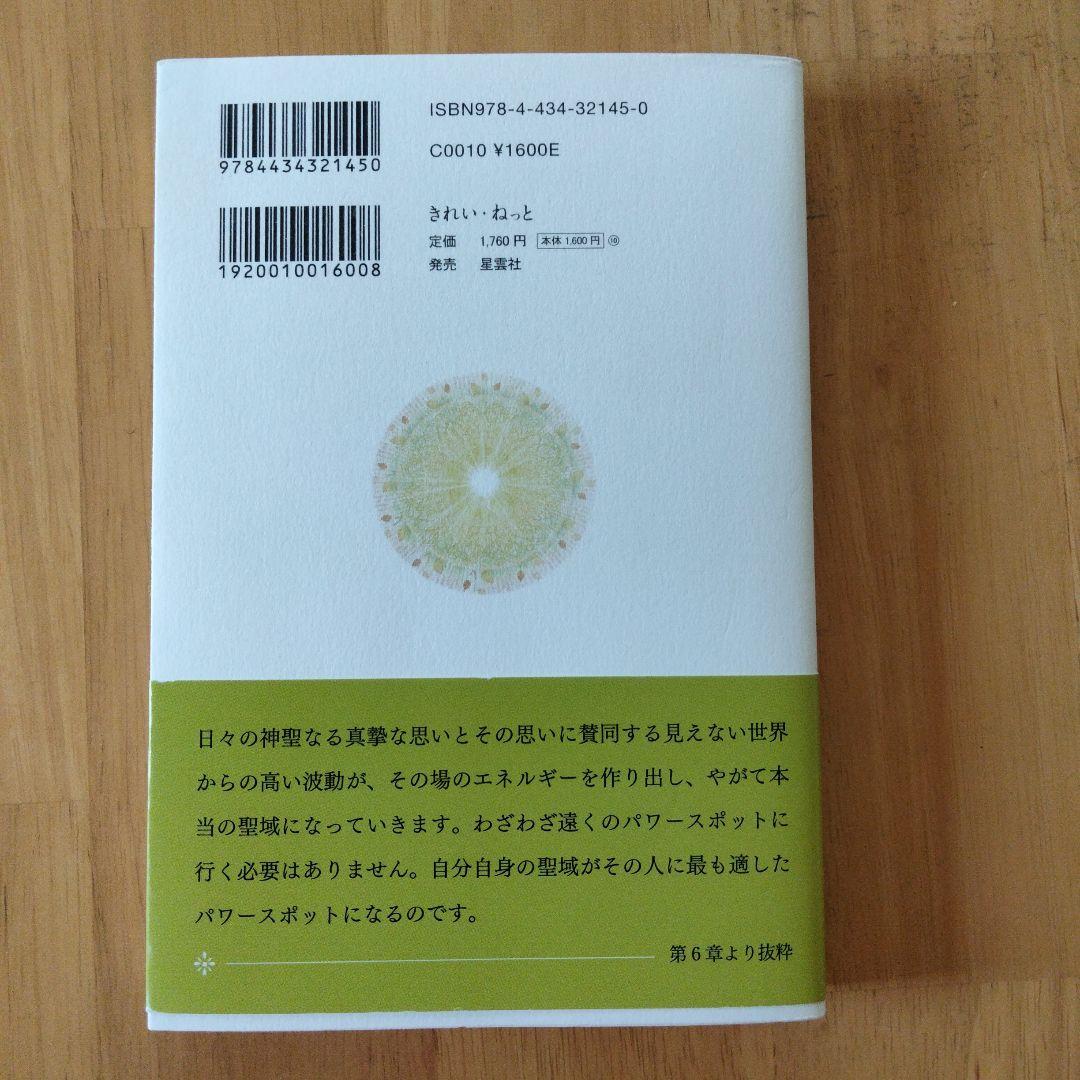 ISBN978-4-434-32145-0
9784434321450
C0010 ¥1600E
きれい・ねっと
定価 1,760 円 本体 1,600 円 ⑩
発売 星雲社
1920010016008
日々の神聖なる真摯な思いとその思いに賛同する見えない世界
からの高い波動が、その場のエネルギーを作り出し、やがて本
当の聖域になっていきます。わざわざ遠くのパワースポットに
行く必要はありません。自分自身の聖域がその人に最も適した
パワースポットになるのです。
第6章より抜粋